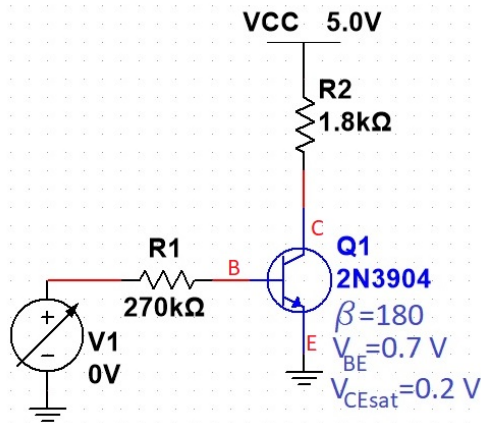 VCC 5.0V
R2
1.8kΩ
C
Q1
2N3904
R1
B
270kΩ
β=180
+
V1
E
VBE=0.7 V
−
0V
VCEsat=0.2 V